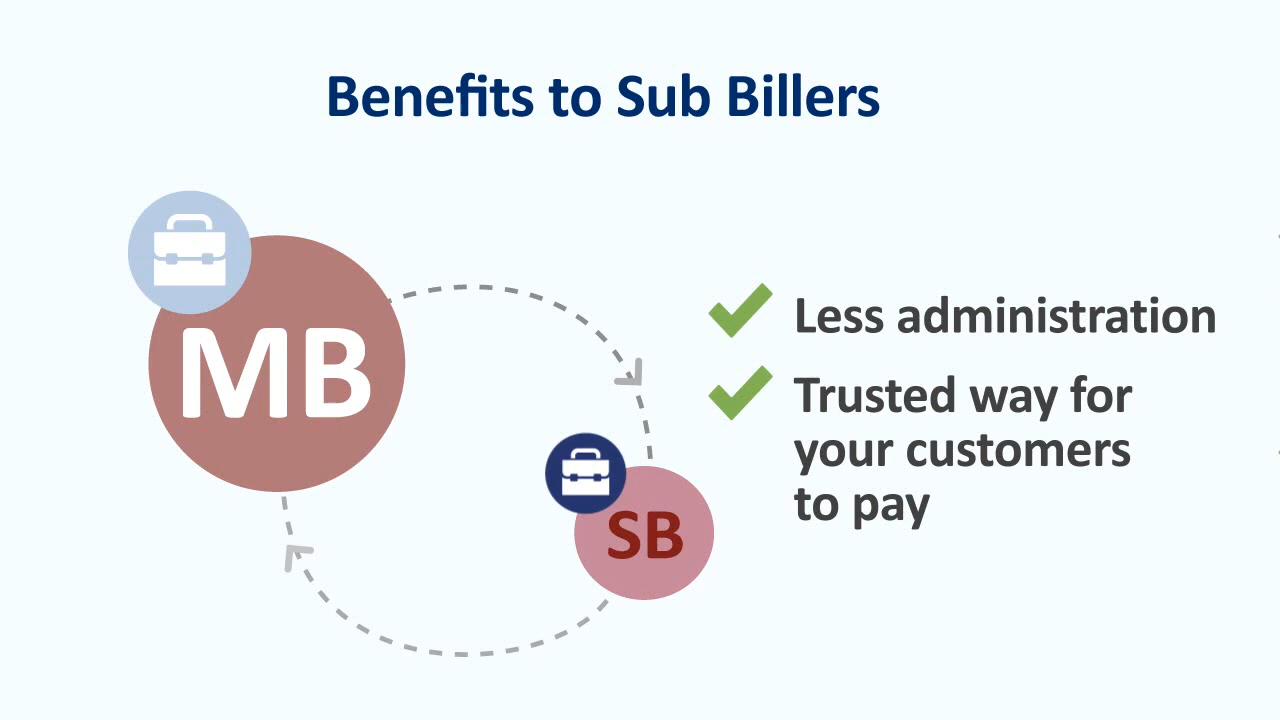 Benefits to Sub Billers
MB
SB
Less administration
Trusted way for
your customers
to pay